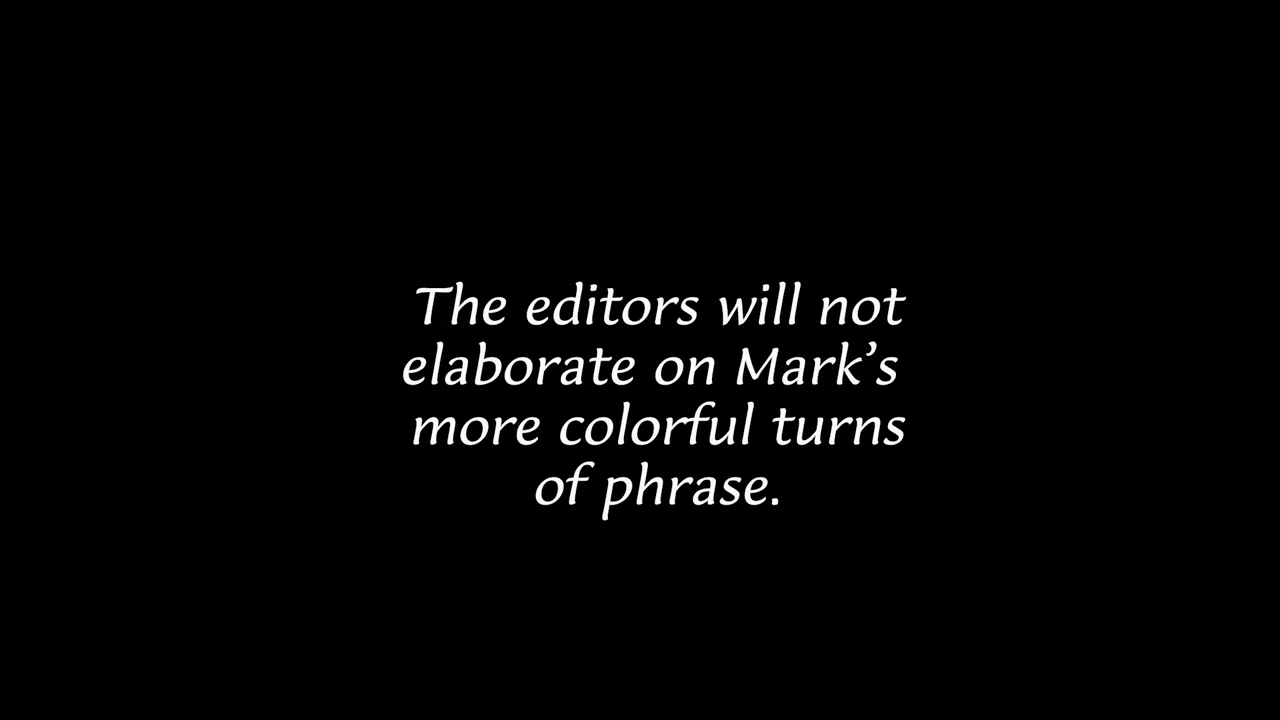 The editors will not
elaborate on Mark’s
more colorful turns
of phrase.